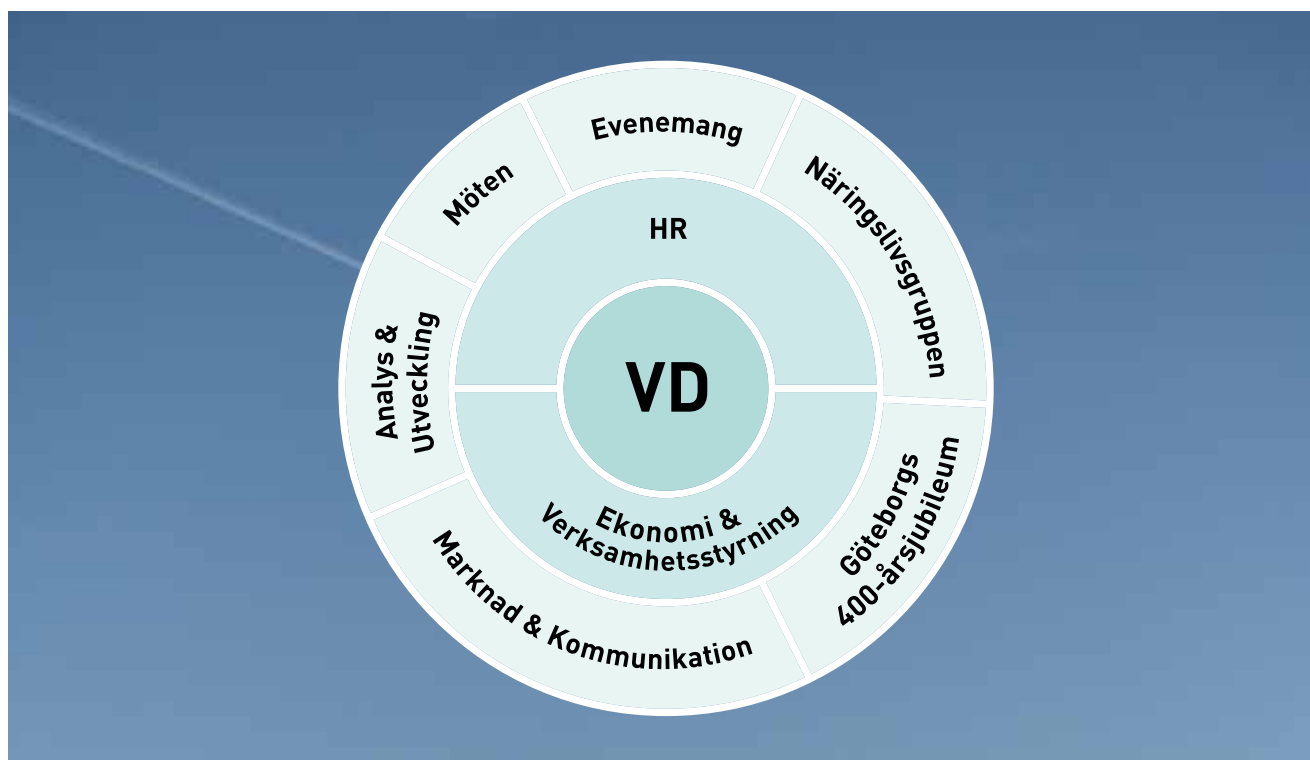 Evenemang
Möten
Näringslivsgruppen
HR
Analys &
Utveckling
VD
Ekonomi &
Verksamhetsstyrning
Göteborgs
400-årsjubileum
Marknad & Kommunikation